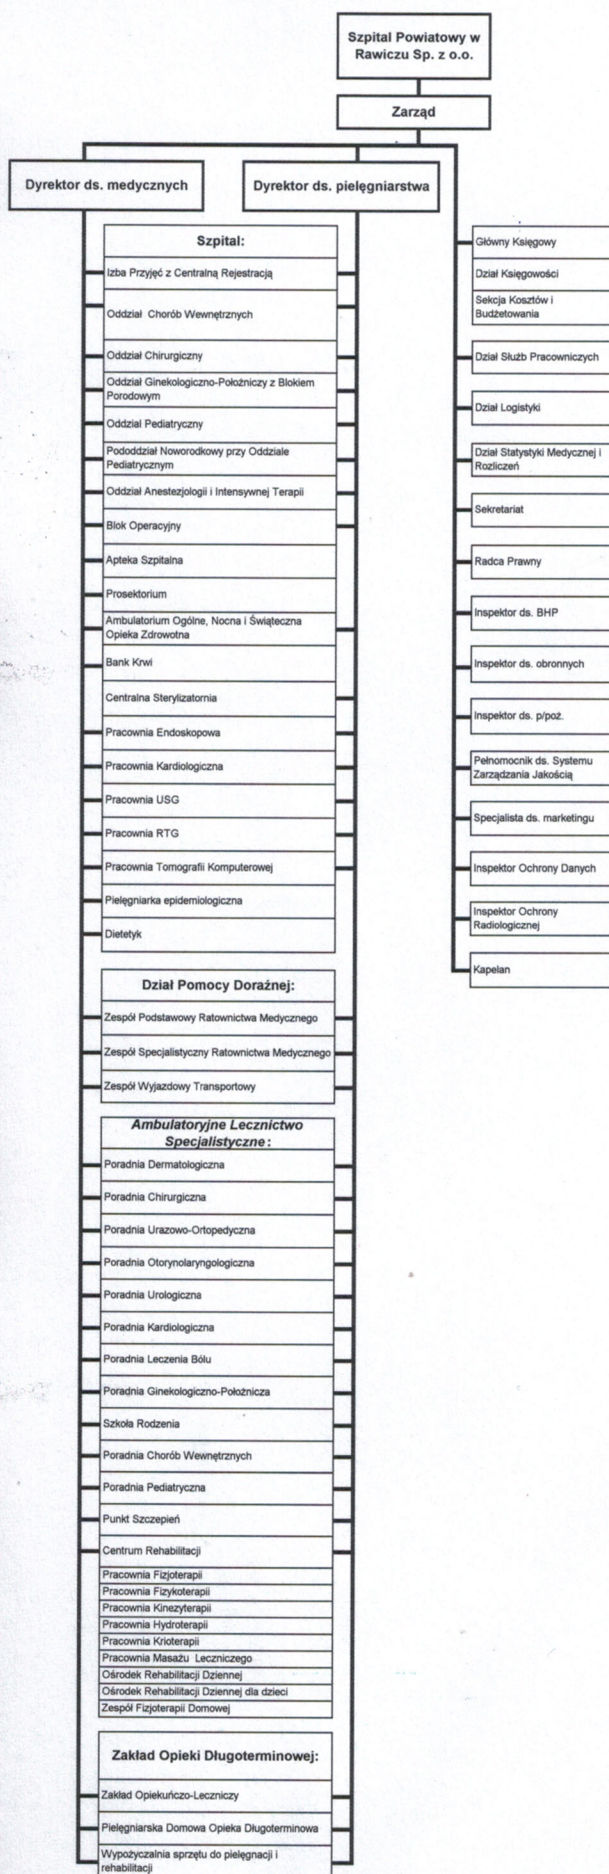 Szpital Powiatowy w
Rawiczu Sp. z o.o.
Zarząd
Dyrektor ds. medycznych
Dyrektor ds. pielęgniarstwa
Szpital:
Izba Przyjęć z Centralną Rejestracją
Oddział Chorób Wewnętrznych
Oddział Chirurgiczny
Oddział Ginekologiczno-Położniczy z Blokiem
Porodowym
Oddział Pediatryczny
Pododdział Noworodkowy przy Oddziale
Pediatrycznym
Oddział Anestezjologii i Intensywnej Terapii
Blok Operacyjny
Apteka Szpitalna
Prosektorium
Ambulatorium Ogólne, Nocna i Świąteczna
Opieka Zdrowotna
Bank Krwi
Centralna Sterylizatornia
Pracownia Endoskopowa
Pracownia Kardiologiczna
Pracownia USG
Pracownia RTG
Pracownia Tomografii Komputerowej
Pielęgniarka epidemiologiczna
Dietetyk
Dział Pomocy Doraźnej:
Zespół Podstawowy Ratownictwa Medycznego
Zespół Specjalistyczny Ratownictwa Medycznego
Zespół Wyjazdowy Transportowy
Ambulatoryjne Lecznictwo
Specjalistyczne:
Poradnia Dermatologiczna
Poradnia Chirurgiczna
Poradnia Urazowo-Ortopedyczna
Poradnia Otorynolaryngologiczna
Poradnia Urologiczna
Poradnia Kardiologiczna
Poradnia Leczenia Bólu
Poradnia Ginekologiczno-Położnicza
Szkoła Rodzenia
Poradnia Chorób Wewnętrznych
Poradnia Pediatryczna
Punkt Szczepień
Centrum Rehabilitacji
Pracownia Fizjoterapii
Pracownia Fizykoterapii
Pracownia Kinezyterapii
Pracownia Hydroterapii
Pracownia Krioterapii
Pracownia Masażu Leczniczego
Ośrodek Rehabilitacji Dziennej
Ośrodek Rehabilitacji Dziennej dla dzieci
Zespół Fizjoterapii Domowej
Zakład Opieki Długoterminowej:
Zakład Opiekuńczo-Leczniczy
Pielęgniarska Domowa Opieka Długoterminowa
Wypożyczalnia sprzętu do pielęgnacji i
rehabilitacji
Główny Księgowy
Dział Księgowości
Sekcja Kosztów i
Budżetowania
Dział Służb Pracowniczych
Dział Logistyki
Dział Statystyki Medycznej i
Rozliczeń
Sekretariat
Radca Prawny
Inspektor ds. BHP
Inspektor ds. obronnych
Inspektor ds. p/poż.
Pełnomocnik ds. Systemu
Zarządzania Jakością
Specjalista ds. marketingu
Inspektor Ochrony Danych
Inspektor Ochrony
Radiologicznej
Kapelan